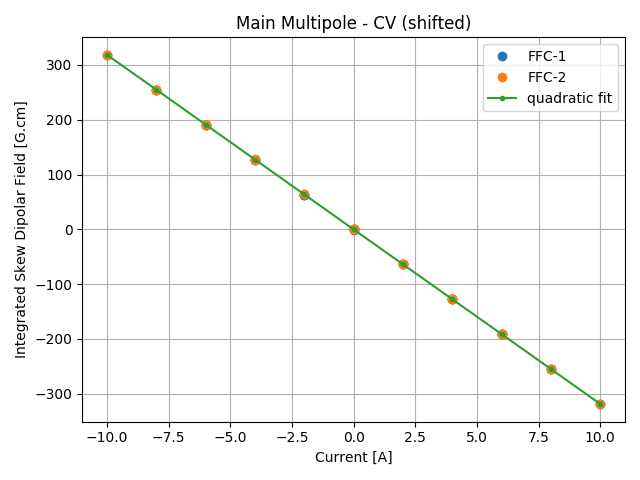 Main Multipole - CV (shifted)
FFC-1
FFC-2
quadratic fit
Integrated Skew Dipolar Field [G.cm]
300
200
100
0
−100
−200
−300
−10.0 −7.5 −5.0 −2.5 0.0 2.5 5.0 7.5 10.0
Current [A]